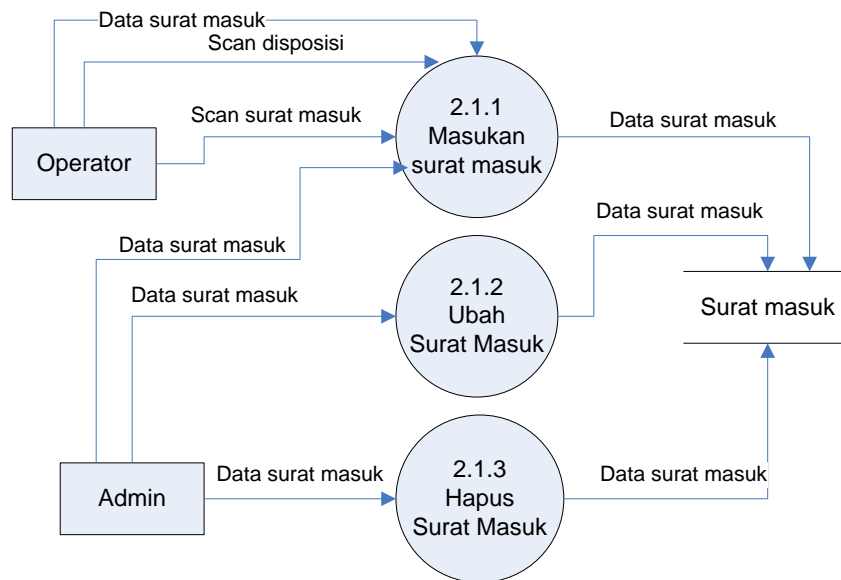 Data surat masuk
Scan disposisi
Scan surat masuk
Operator
2.1.1
Masukan
surat masuk
Data surat masuk
Data surat masuk
Data surat masuk
Data surat masuk
2.1.2
Ubah
Surat Masuk
Surat masuk
Admin
Data surat masuk
2.1.3
Hapus
Surat Masuk
Data surat masuk